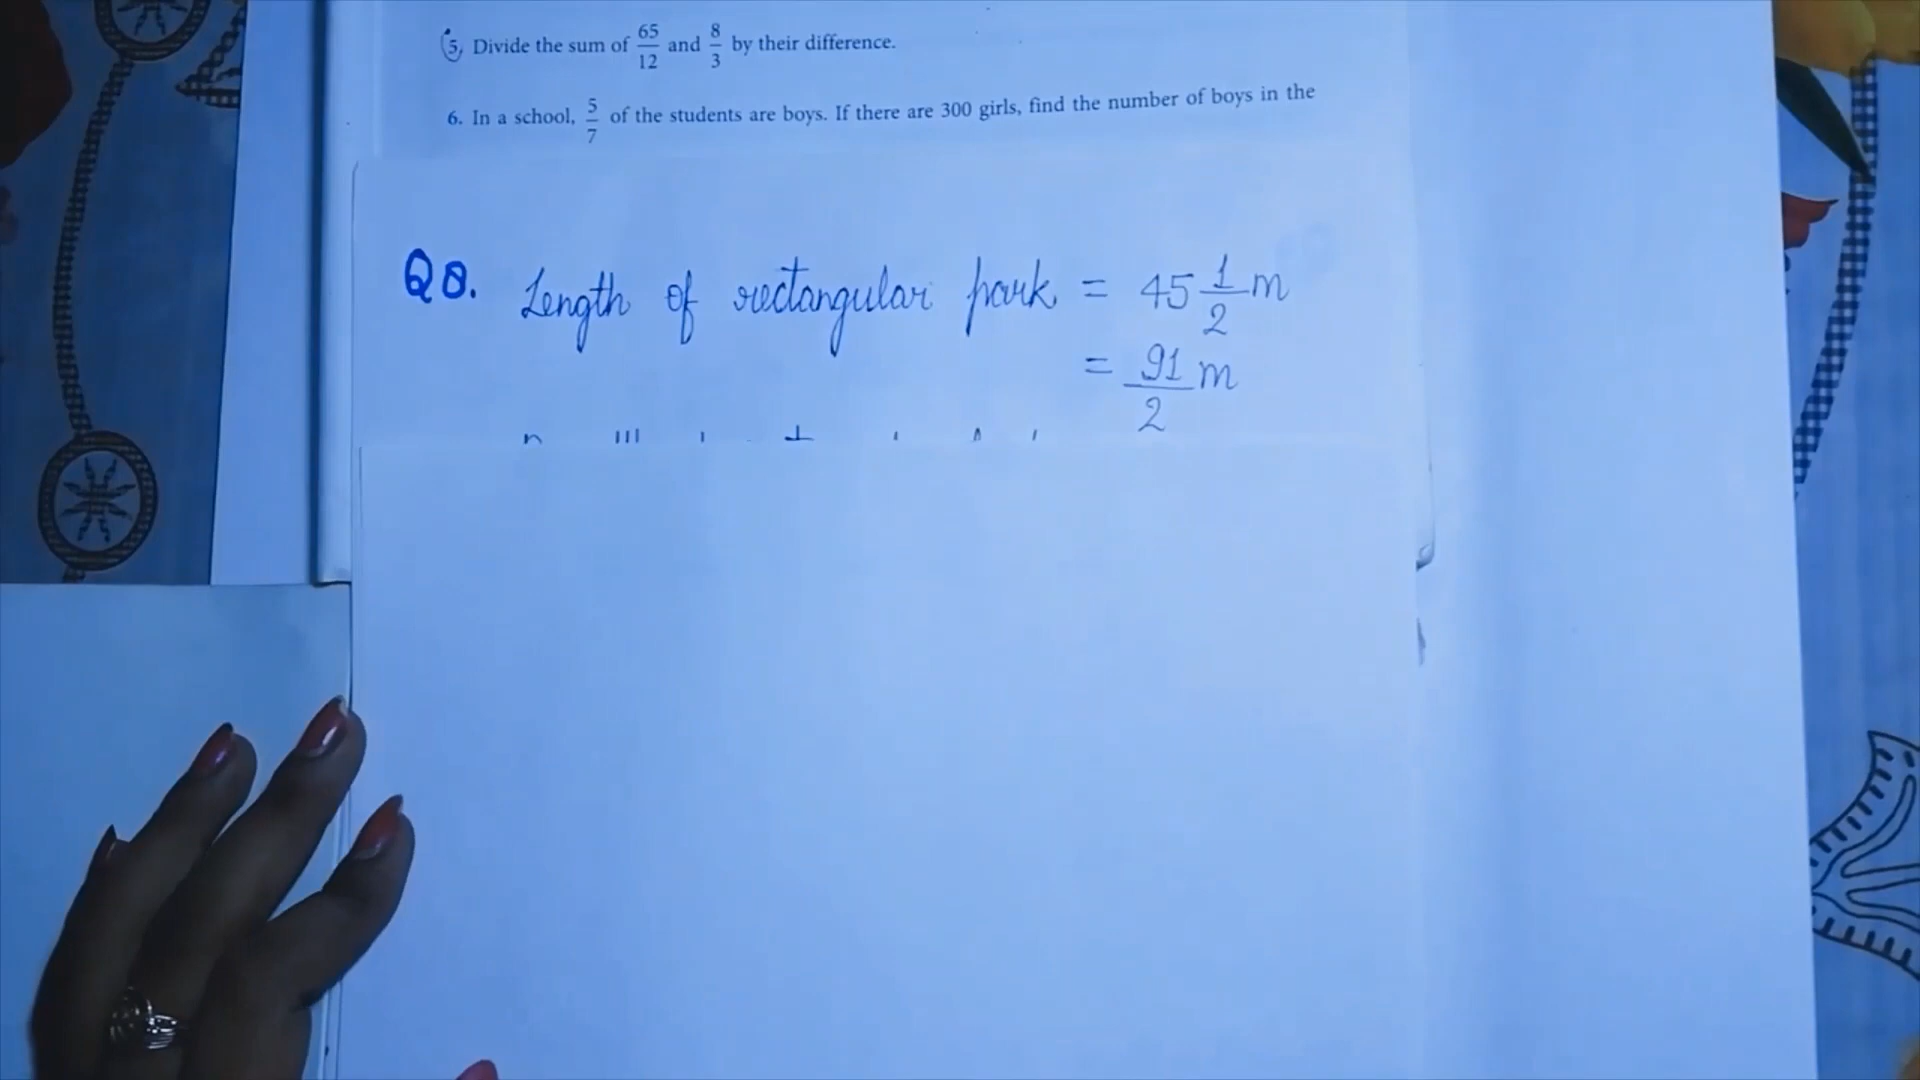 5. Divide the sum of 65/12 and 8/3 by their difference.
6. In a school, 5/7 of the students are boys. If there are 300 girls, find the number of boys in the
Q8. Length of rectangular park = 45 1/2 m
= 91/2 m